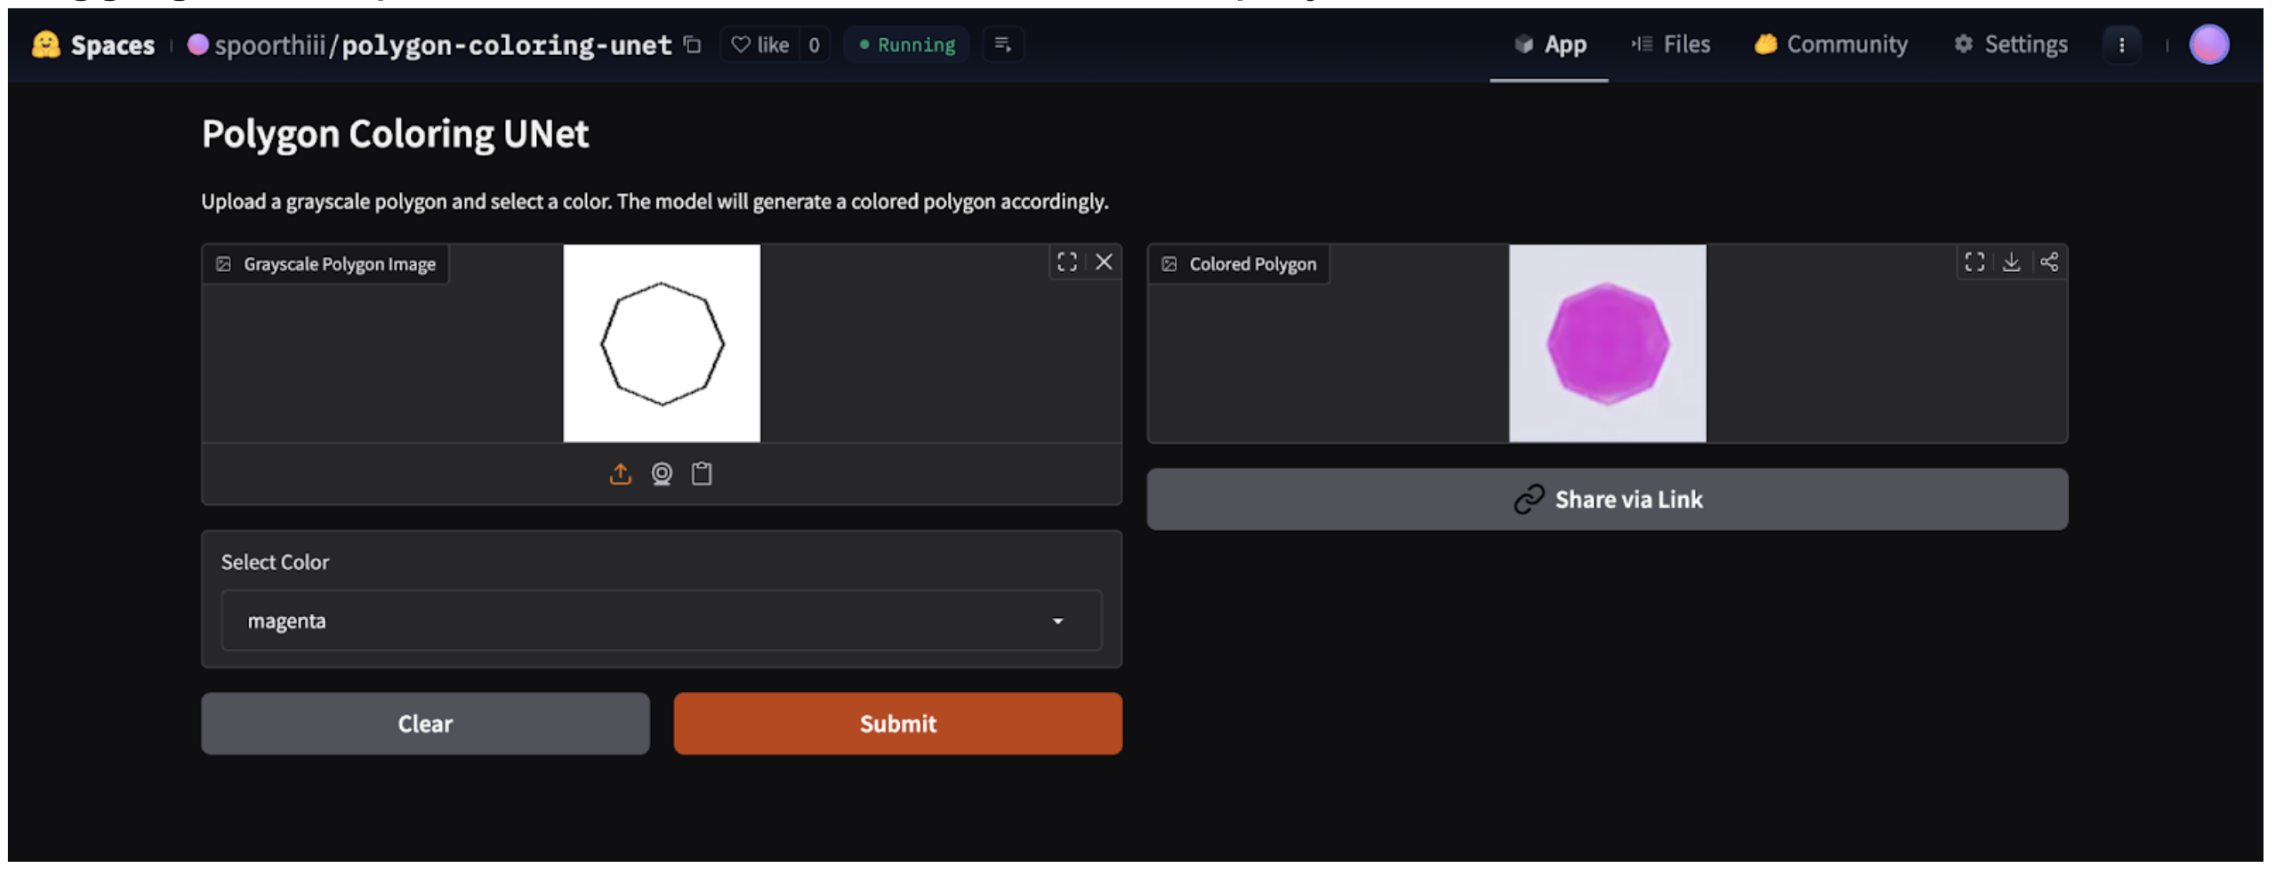 Spaces spoorthiii/polygon-coloring-unet like 0 Running App Files Community Settings
Polygon Coloring UNet
Upload a grayscale polygon and select a color. The model will generate a colored polygon accordingly.
Grayscale Polygon Image
Colored Polygon
Share via Link
Select Color
magenta
Clear Submit